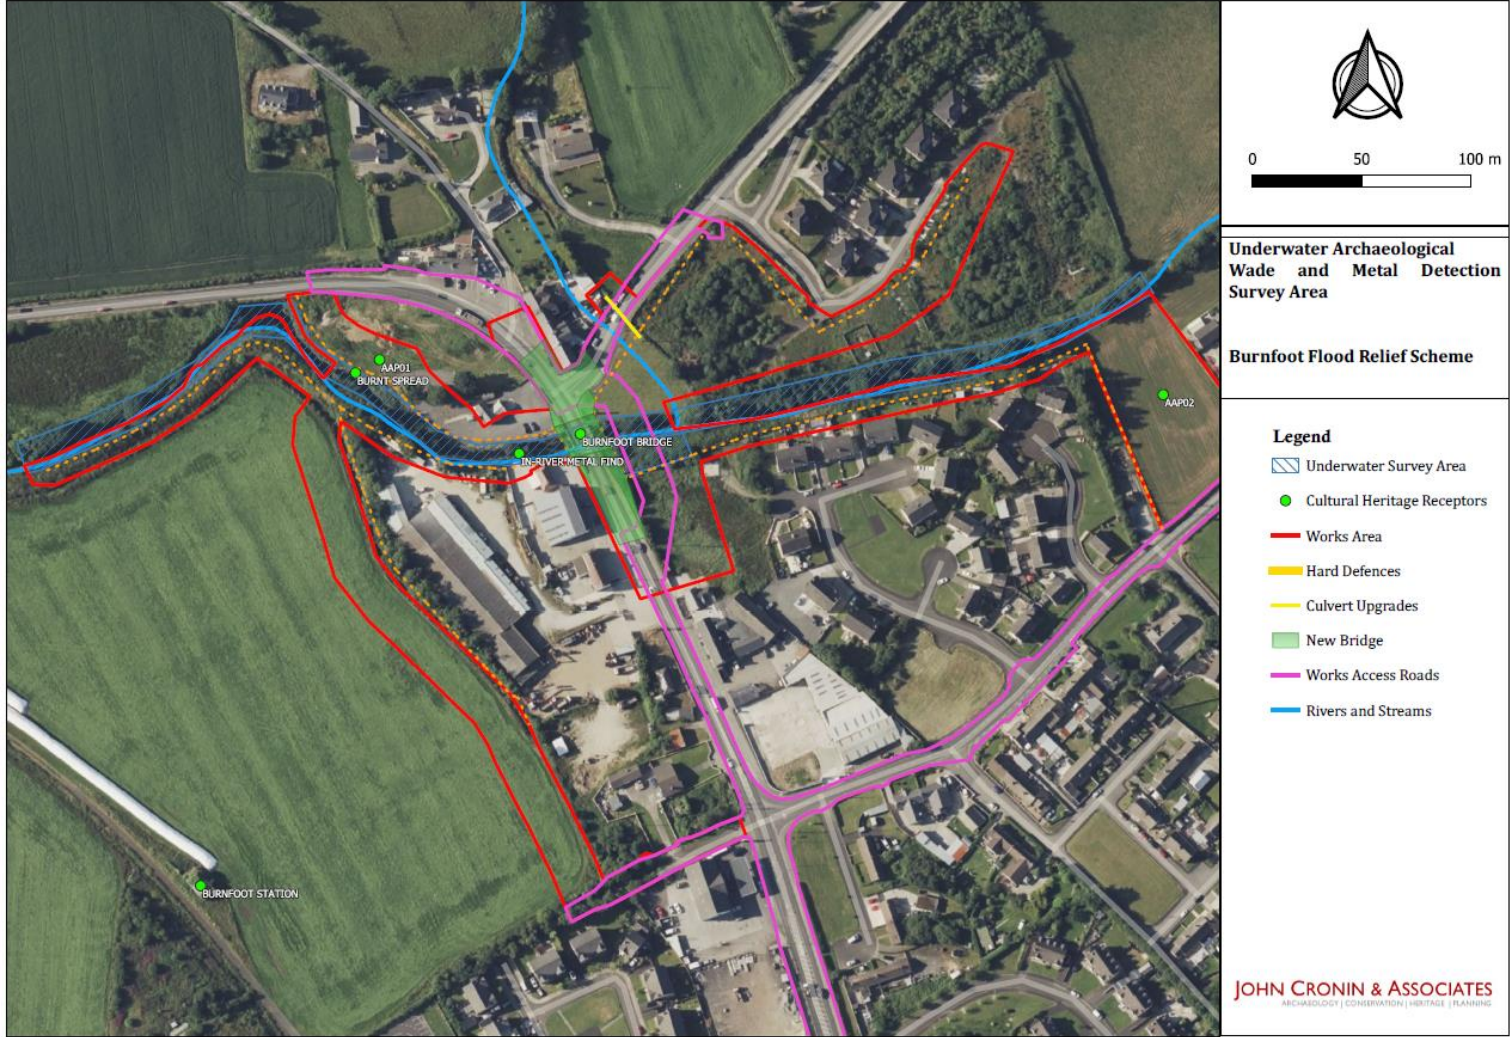 0 50 100 m
Underwater Archaeological
Wade and Metal Detection
Survey Area
Burnfoot Flood Relief Scheme
Legend
Underwater Survey Area
Cultural Heritage Receptors
Works Area
Hard Defences
Culvert Upgrades
New Bridge
Works Access Roads
Rivers and Streams
JOHN CRONIN & ASSOCIATES
ARCHAEOLOGY | CONSERVATION | HERITAGE | PLANNING
AAP01
BURNT SPREAD
AAP02
BURNFOOT BRIDGE
IN-RIVER METAL FIND
BURNFOOT STATION